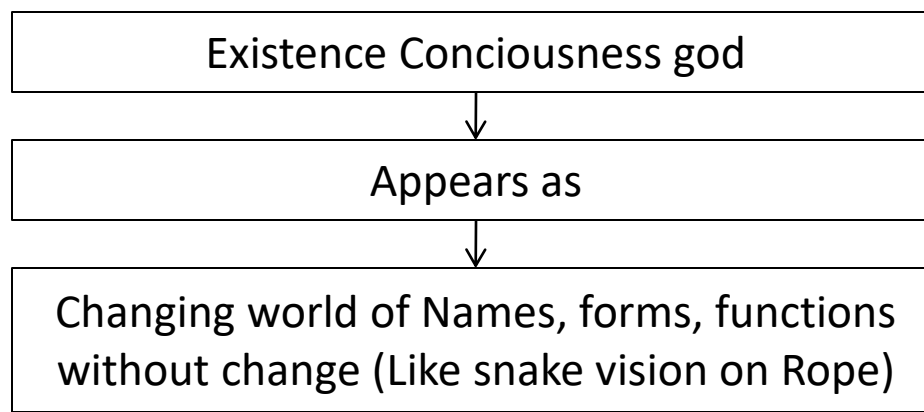 Existence Conciousness god
Appears as
Changing world of Names, forms, functions
without change (Like snake vision on Rope)